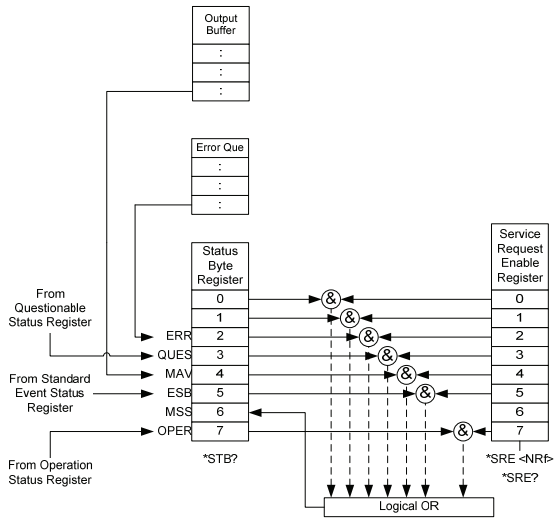 Output
Buffer
:
:
:
Error Que
:
:
:
Status
Byte
Register
Service
Request
Enable
Register
0 & 0
1 & 1
ERR 2 & 2
QUES 3 & 3
MAV 4 & 4
ESB 5 & 5
MSS 6 6
OPER 7 & 7
From
Questionable
Status Register
From Standard
Event Status
Register
From Operation
Status Register
*STB?
*SRE <NRf>
*SRE?
Logical OR